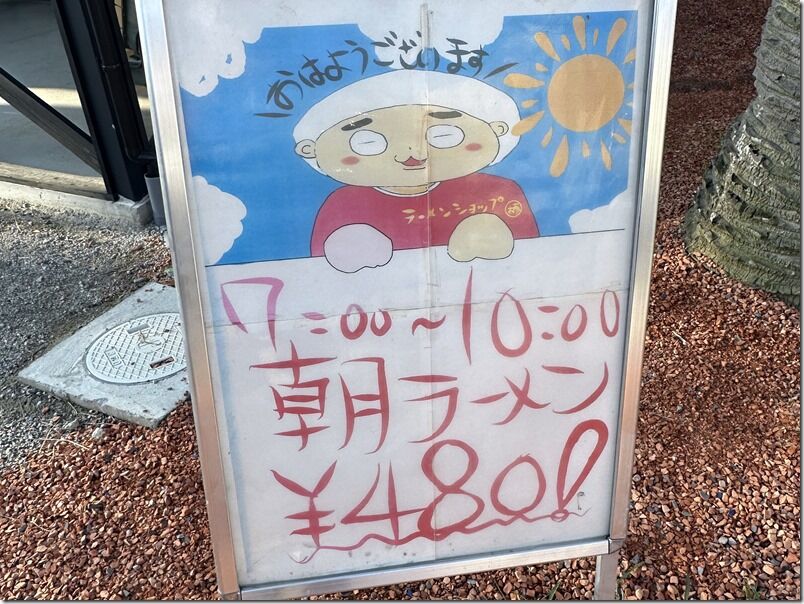 おはようございます
ラーメンショップ
7:00~10:00
朝ラーメン
¥480!